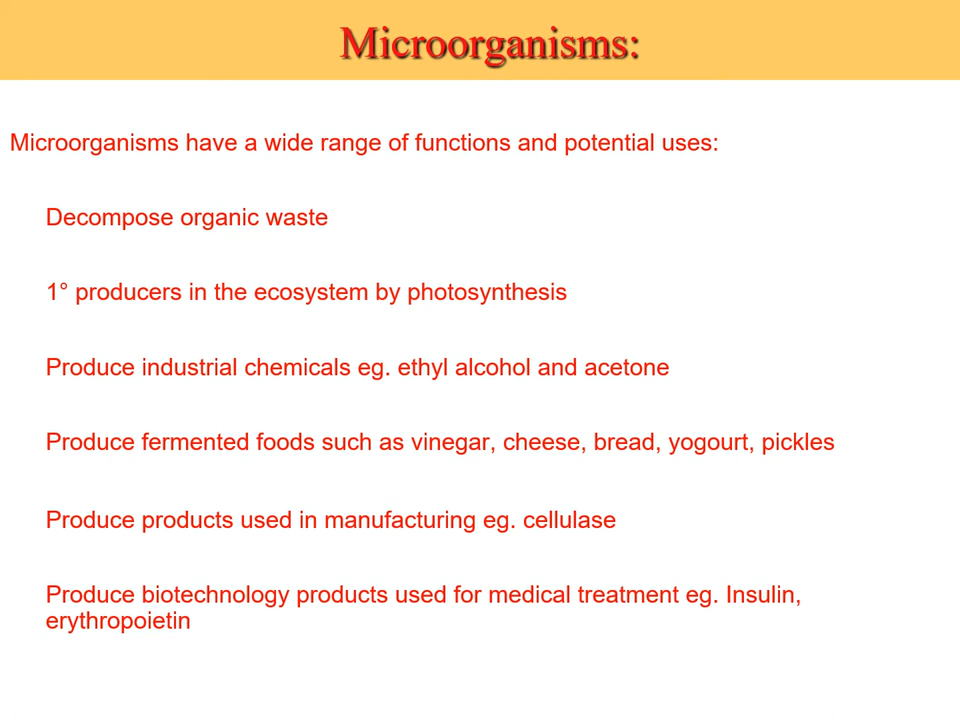 Microorganisms:
Microorganisms have a wide range of functions and potential uses:
Decompose organic waste
1° producers in the ecosystem by photosynthesis
Produce industrial chemicals eg. ethyl alcohol and acetone
Produce fermented foods such as vinegar, cheese, bread, yogourt, pickles
Produce products used in manufacturing eg. cellulase
Produce biotechnology products used for medical treatment eg. Insulin,
erythropoietin